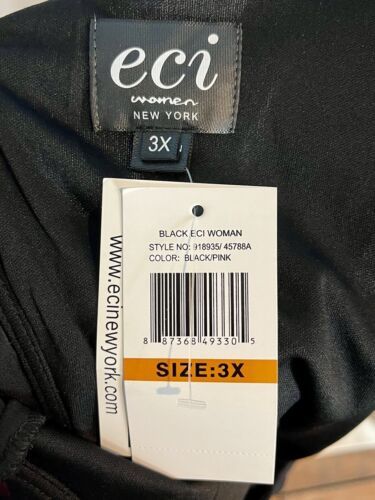 eci
women
NEW YORK
3X
www.ecinewyork.com
BLACK ECI WOMAN
STYLE NO: 918935/ 45788A
COLOR: BLACK/PINK
8 87368 49330 5
SIZE:3X